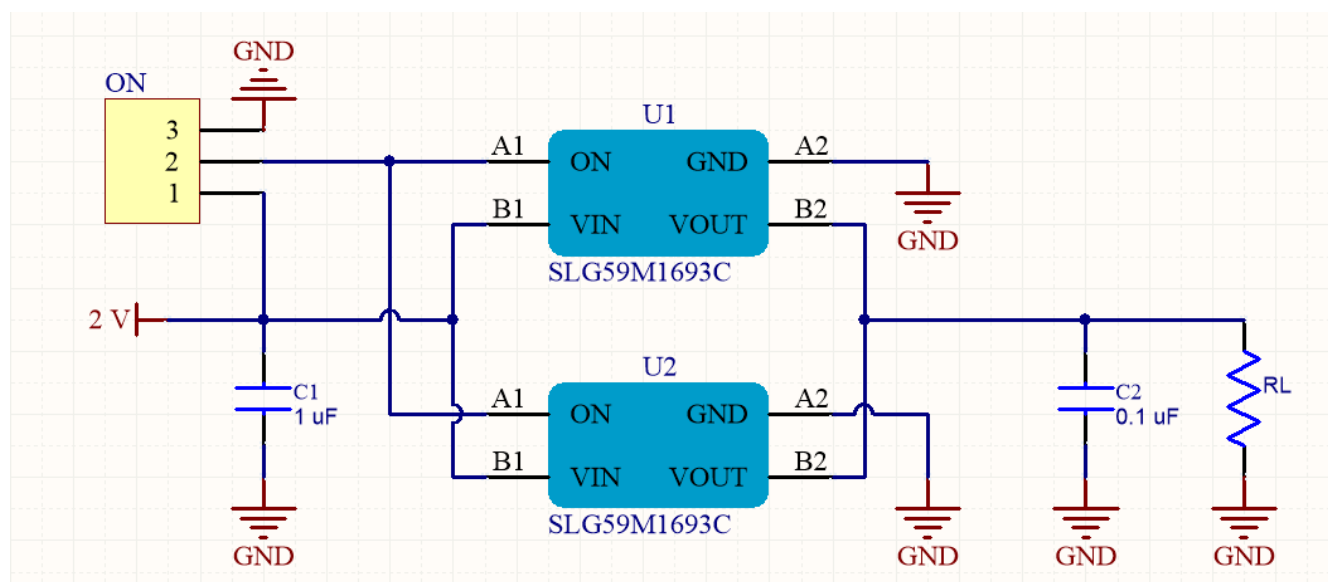 GND
ON
3
2
1
U1
A1 ON GND A2
B1 VIN VOUT B2
SLG59M1693C
GND
2 V
U2
A1 ON GND A2
B1 VIN VOUT B2
SLG59M1693C
C1
1 uF
C2
0.1 uF
RL
GND
GND
GND
GND